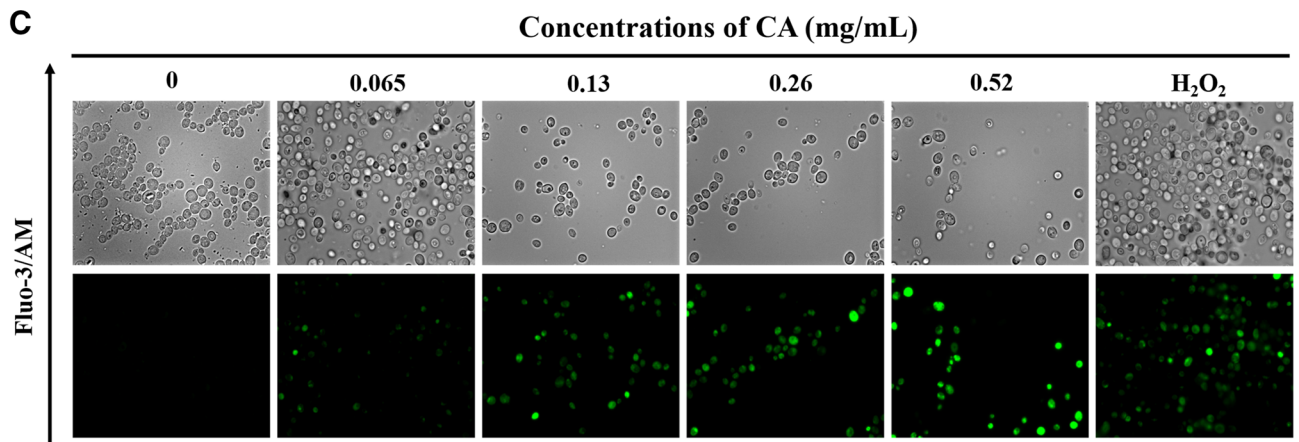 C
Concentrations of CA (mg/mL)
0 0.065 0.13 0.26 0.52 H₂O₂
Fluo-3/AM